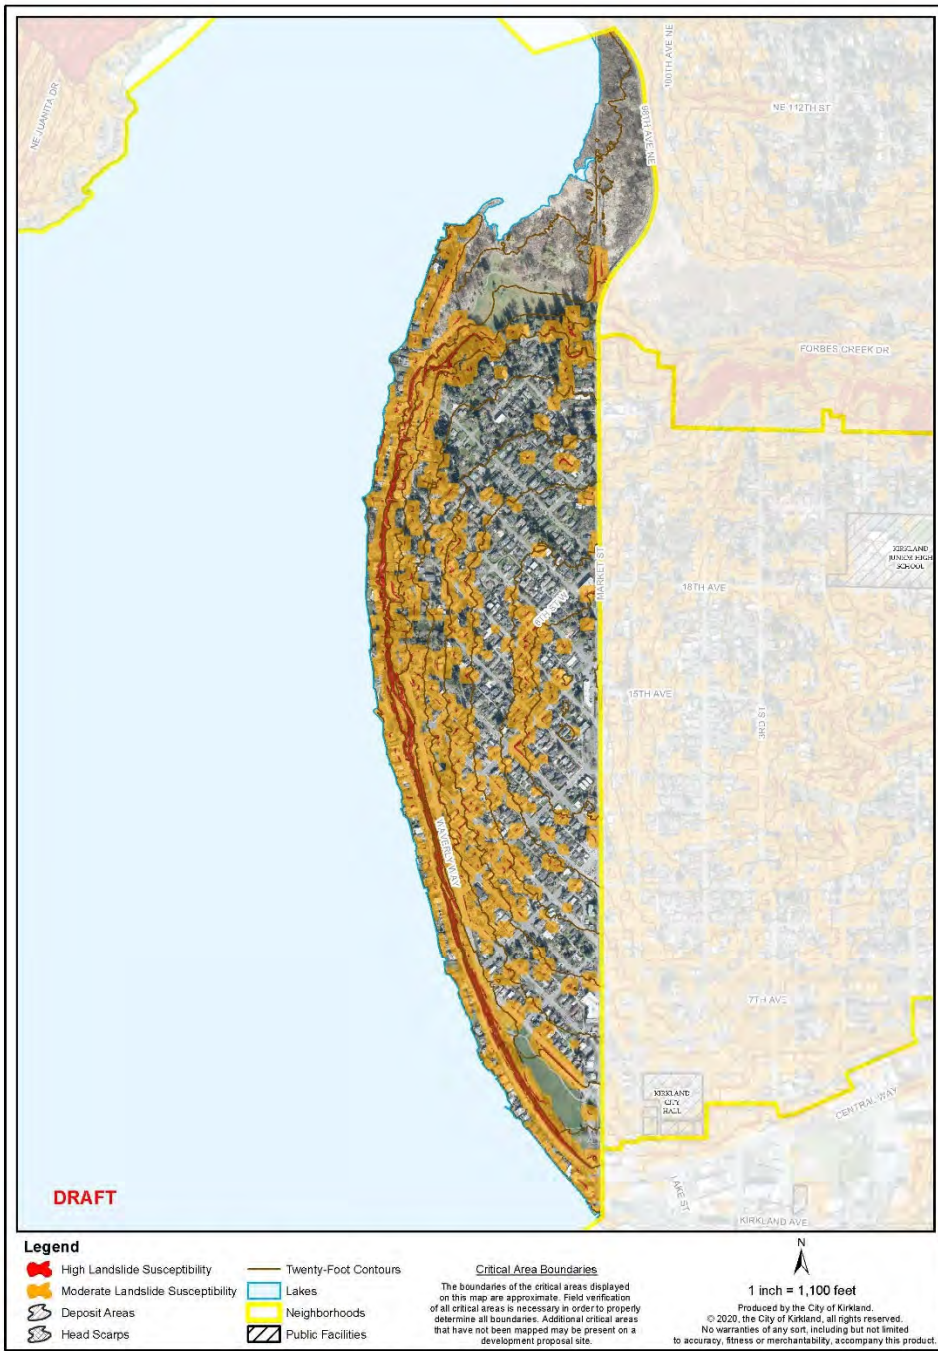 NE JUANITA DR
100TH AVE NE
98TH AVE NE
NE 112TH ST
FORBES CREEK DR
MARKET ST
KIRKLAND
JUNIOR HIGH
SCHOOL
18TH AVE
6TH ST W
15TH AVE
3RD ST
WAVERLY WAY
7TH AVE
KIRKLAND
CITY
HALL
CENTRAL WAY
LAKE ST
KIRKLAND AVE
DRAFT
Legend
High Landslide Susceptibility
Moderate Landslide Susceptibility
Deposit Areas
Head Scarps
Twenty-Foot Contours
Lakes
Neighborhoods
Public Facilities
Critical Area Boundaries
The boundaries of the critical areas displayed
on this map are approximate. Field verification
of all critical areas is necessary in order to properly
determine all boundaries. Additional critical areas
that have not been mapped may be present on a
development proposal site.
N
1 inch = 1,100 feet
Produced by the City of Kirkland.
© 2020, the City of Kirkland, all rights reserved.
No warranties of any sort, including but not limited
to accuracy, fitness or merchantability, accompany this product.